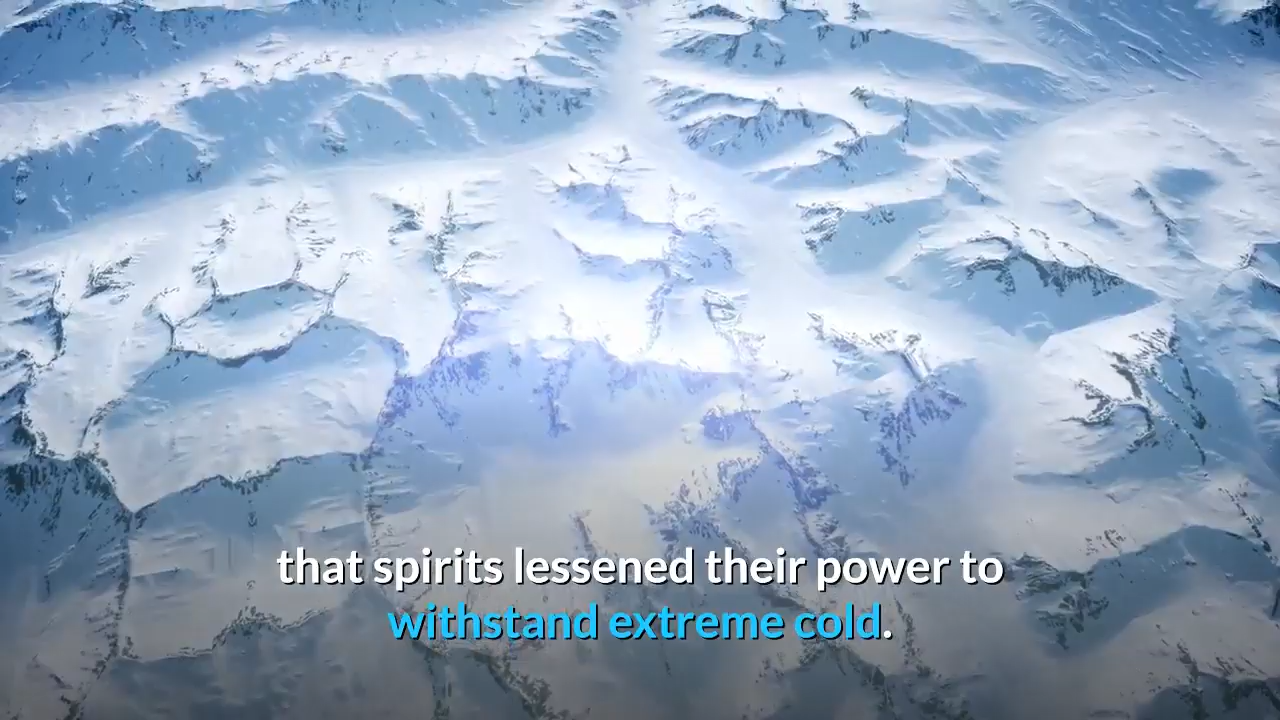 that spirits lessened their power to
withstand extreme cold.